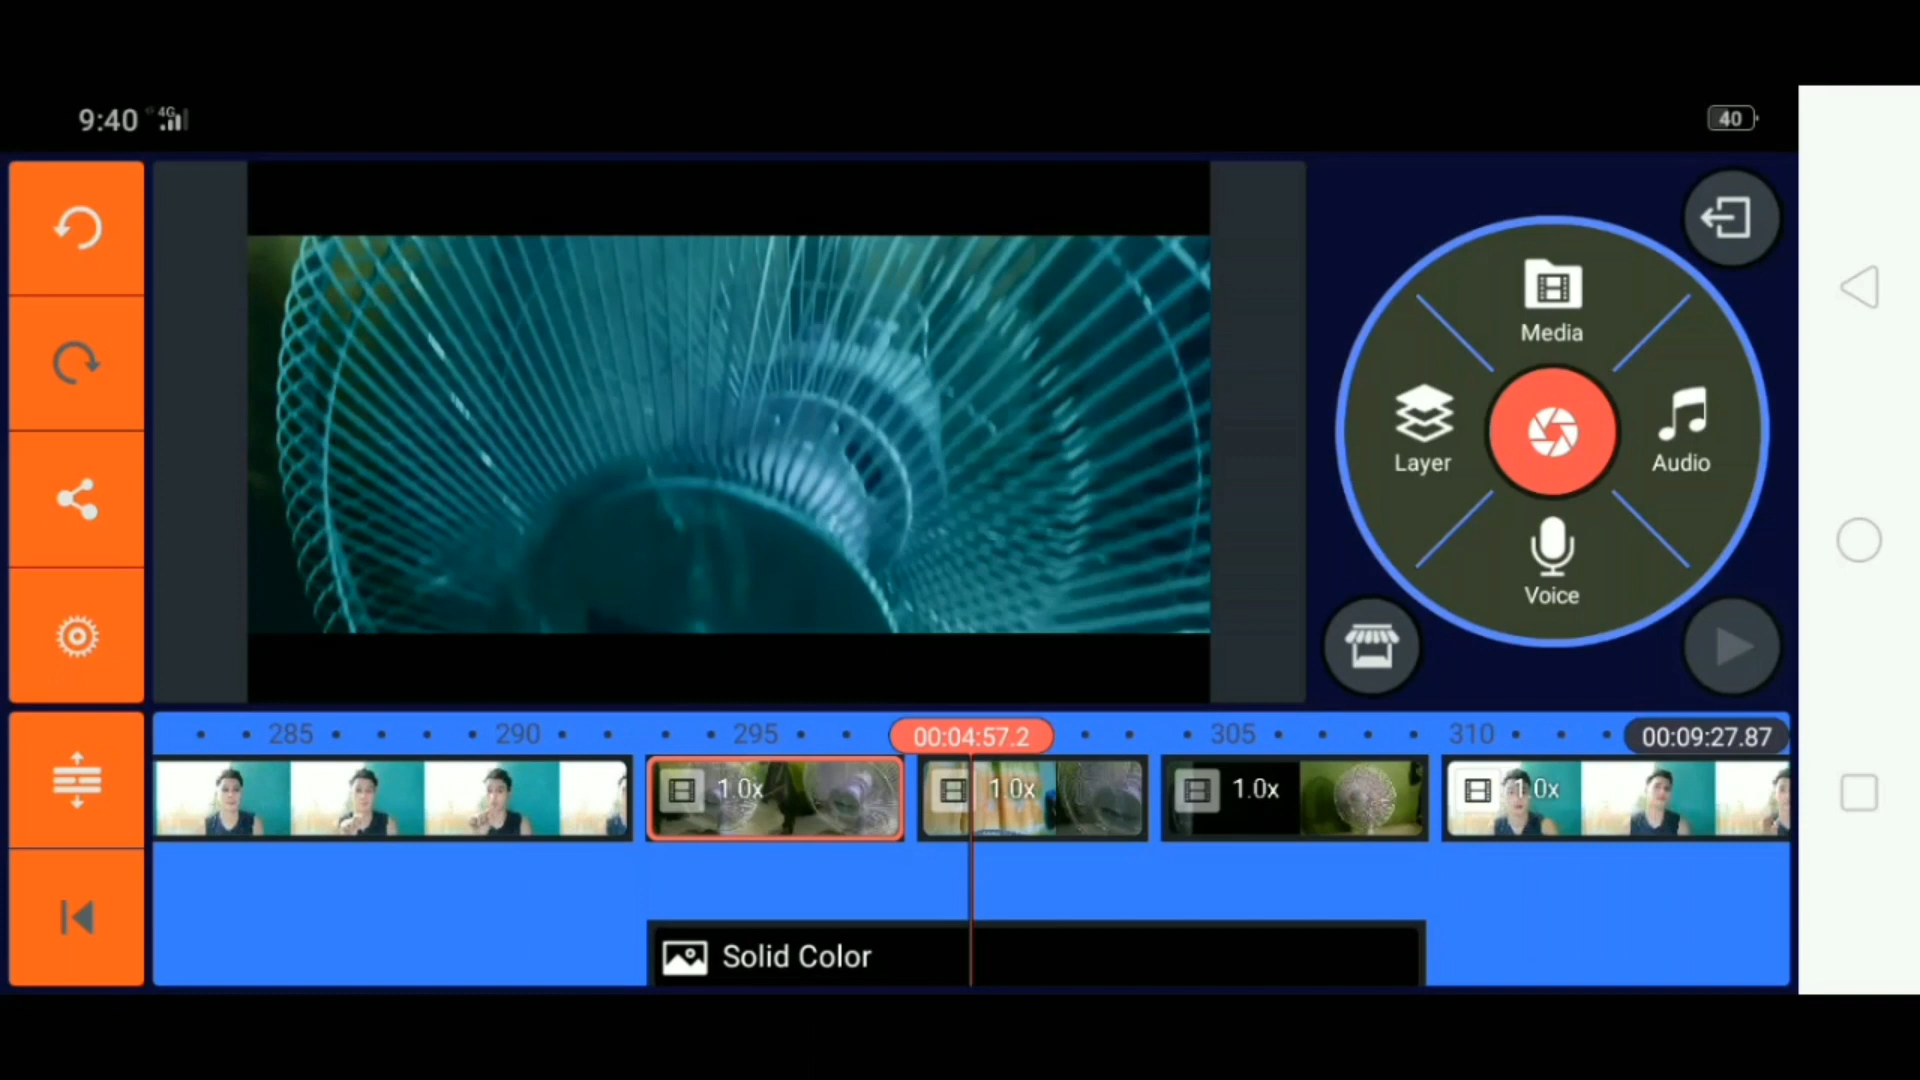 9:40 4G
40
Media
Layer
Audio
Voice
285 290 295 00:04:57.2 305 310 00:09:27.87
1.0x 1.0x 1.0x 1.0x
Solid Color